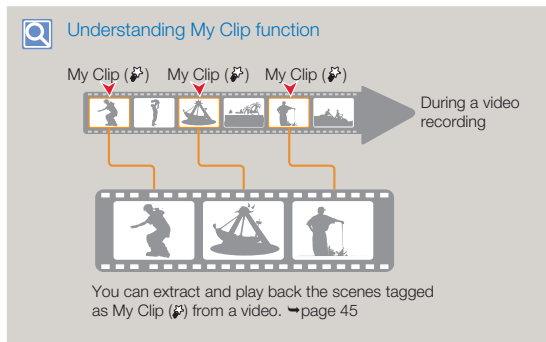 Understanding My Clip function
My Clip ( ) My Clip ( ) My Clip ( )
During a video
recording
You can extract and play back the scenes tagged
as My Clip ( ) from a video. ➥page 45